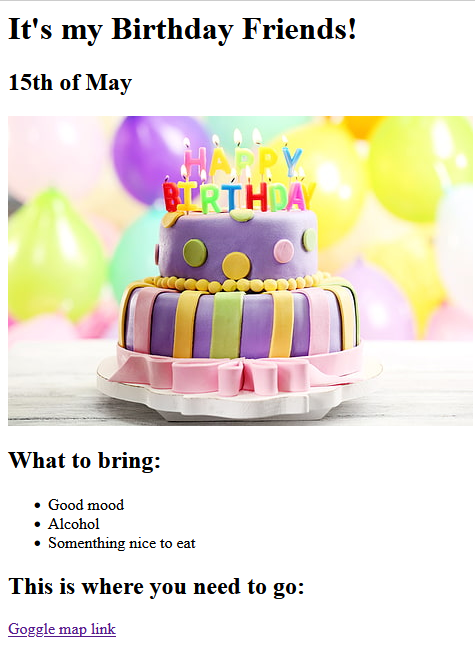 It's my Birthday Friends!
15th of May
HAPPY
BIRTHDAY
What to bring:
Good mood
Alcohol
Somenthing nice to eat
This is where you need to go:
Goggle map link